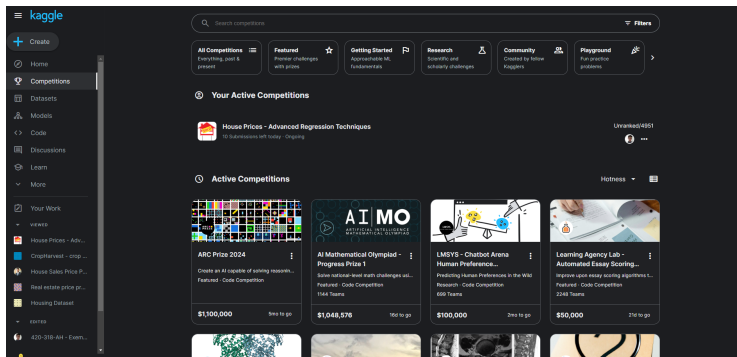 kaggle
Create
Home
Competitions
Datasets
Models
Code
Discussions
Learn
More
Your Work
VIEWED
House Prices - Adv...
CropHarvest - crop ...
House Sales Price P...
Real estate price pr...
Housing Dataset
EDITED
420-318-AH - Exem...
Search competitions
Filters
All Competitions
Everything, past & present
Featured
Premier challenges with prizes
Getting Started
Approachable ML fundamentals
Research
Scientific and scholarly challenges
Community
Created by fellow Kagglers
Playground
Fun practice problems
Your Active Competitions
House Prices - Advanced Regression Techniques
10 Submissions left today · Ongoing
Unranked/4951
Active Competitions
Hotness
ARC Prize 2024
Create an AI capable of solving reasonin...
Featured · Code Competition
$1,100,000
5mo to go
AI|MO
ARTIFICIAL INTELLIGENCE
MATHEMATICAL OLYMPIAD
AI Mathematical Olympiad -
Progress Prize 1
Solve national-level math challenges usi...
Featured · Code Competition
1144 Teams
$1,048,576
16d to go
LMSYS - Chatbot Arena
Human Preference...
Predicting Human Preferences in the Wild
Research · Code Competition
699 Teams
$100,000
2mo to go
Learning Agency Lab -
Automated Essay Scoring...
Improve upon essay scoring algorithms t...
Featured · Code Competition
2246 Teams
$50,000
21d to go